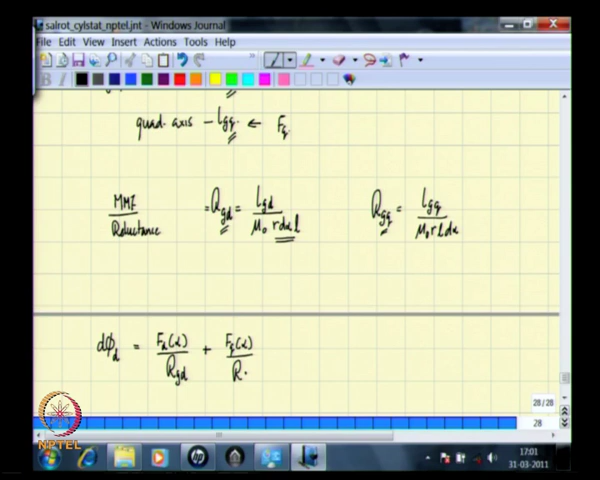 salrot_cylstat_nptel.jnt - Windows Journal
File Edit View Insert Actions Tools Help
quad. axis - lgq ← Fq
MMF / Reluctance = Rgd = lgd / μ₀ r dα l    Rgq = lgq / μ₀ r l dα
dΦd = Fd(α) / Rgd + Fq(α) / R
28/28
28
NPTEL
17:01
31-03-2011